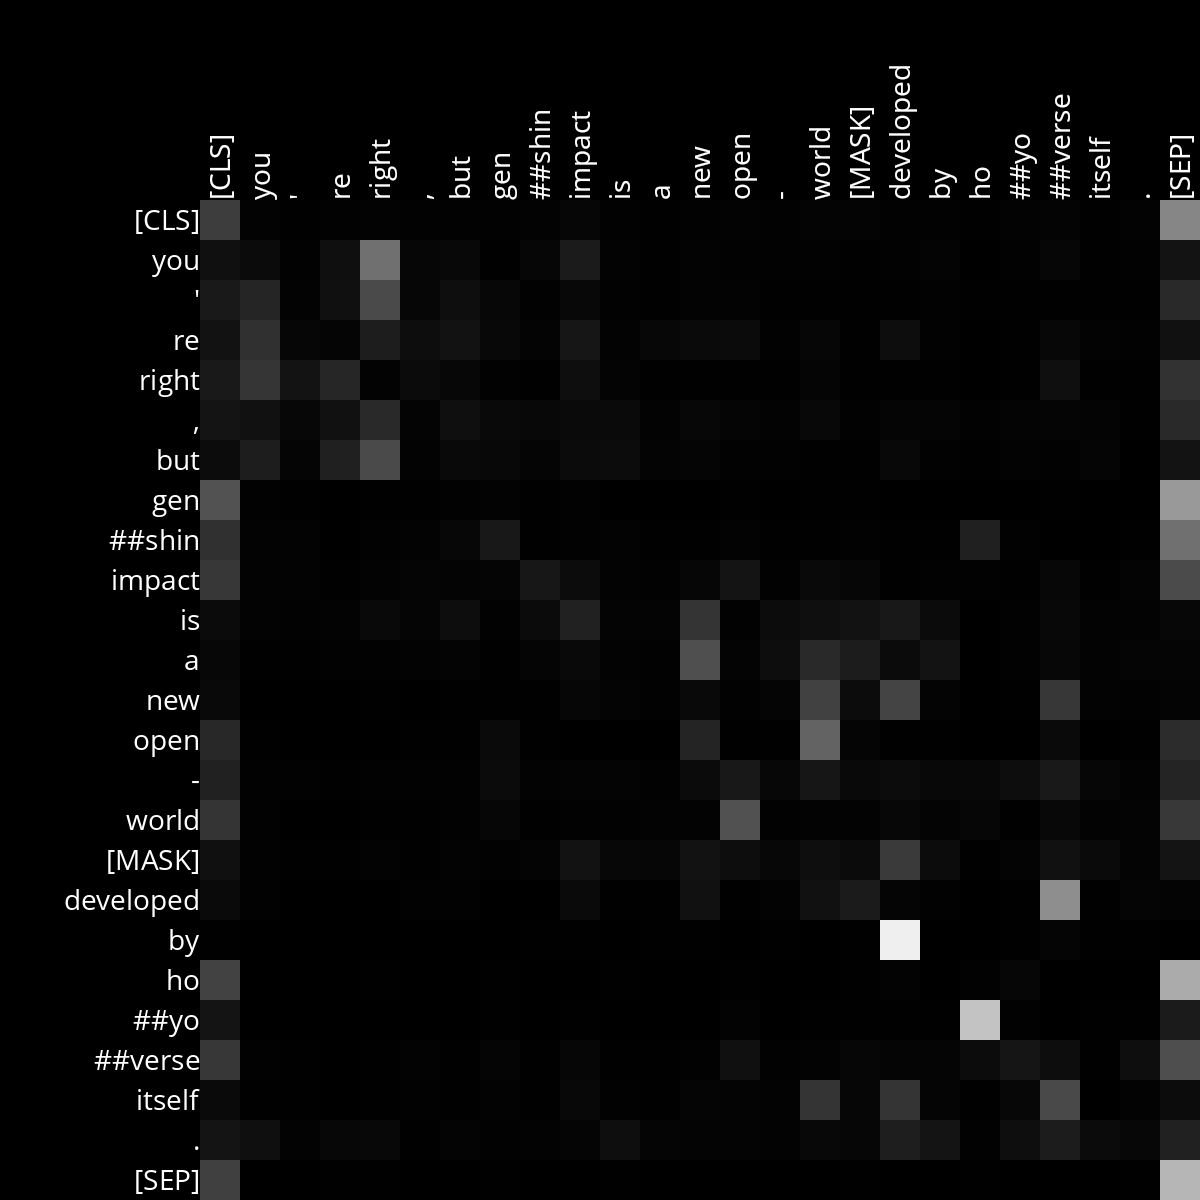 [CLS] you ' re right , but gen ##shin impact is a new open - world [MASK] developed by ho ##yo ##verse itself . [SEP]
[CLS]
you
'
re
right
,
but
gen
##shin
impact
is
a
new
open
-
world
[MASK]
developed
by
ho
##yo
##verse
itself
.
[SEP]